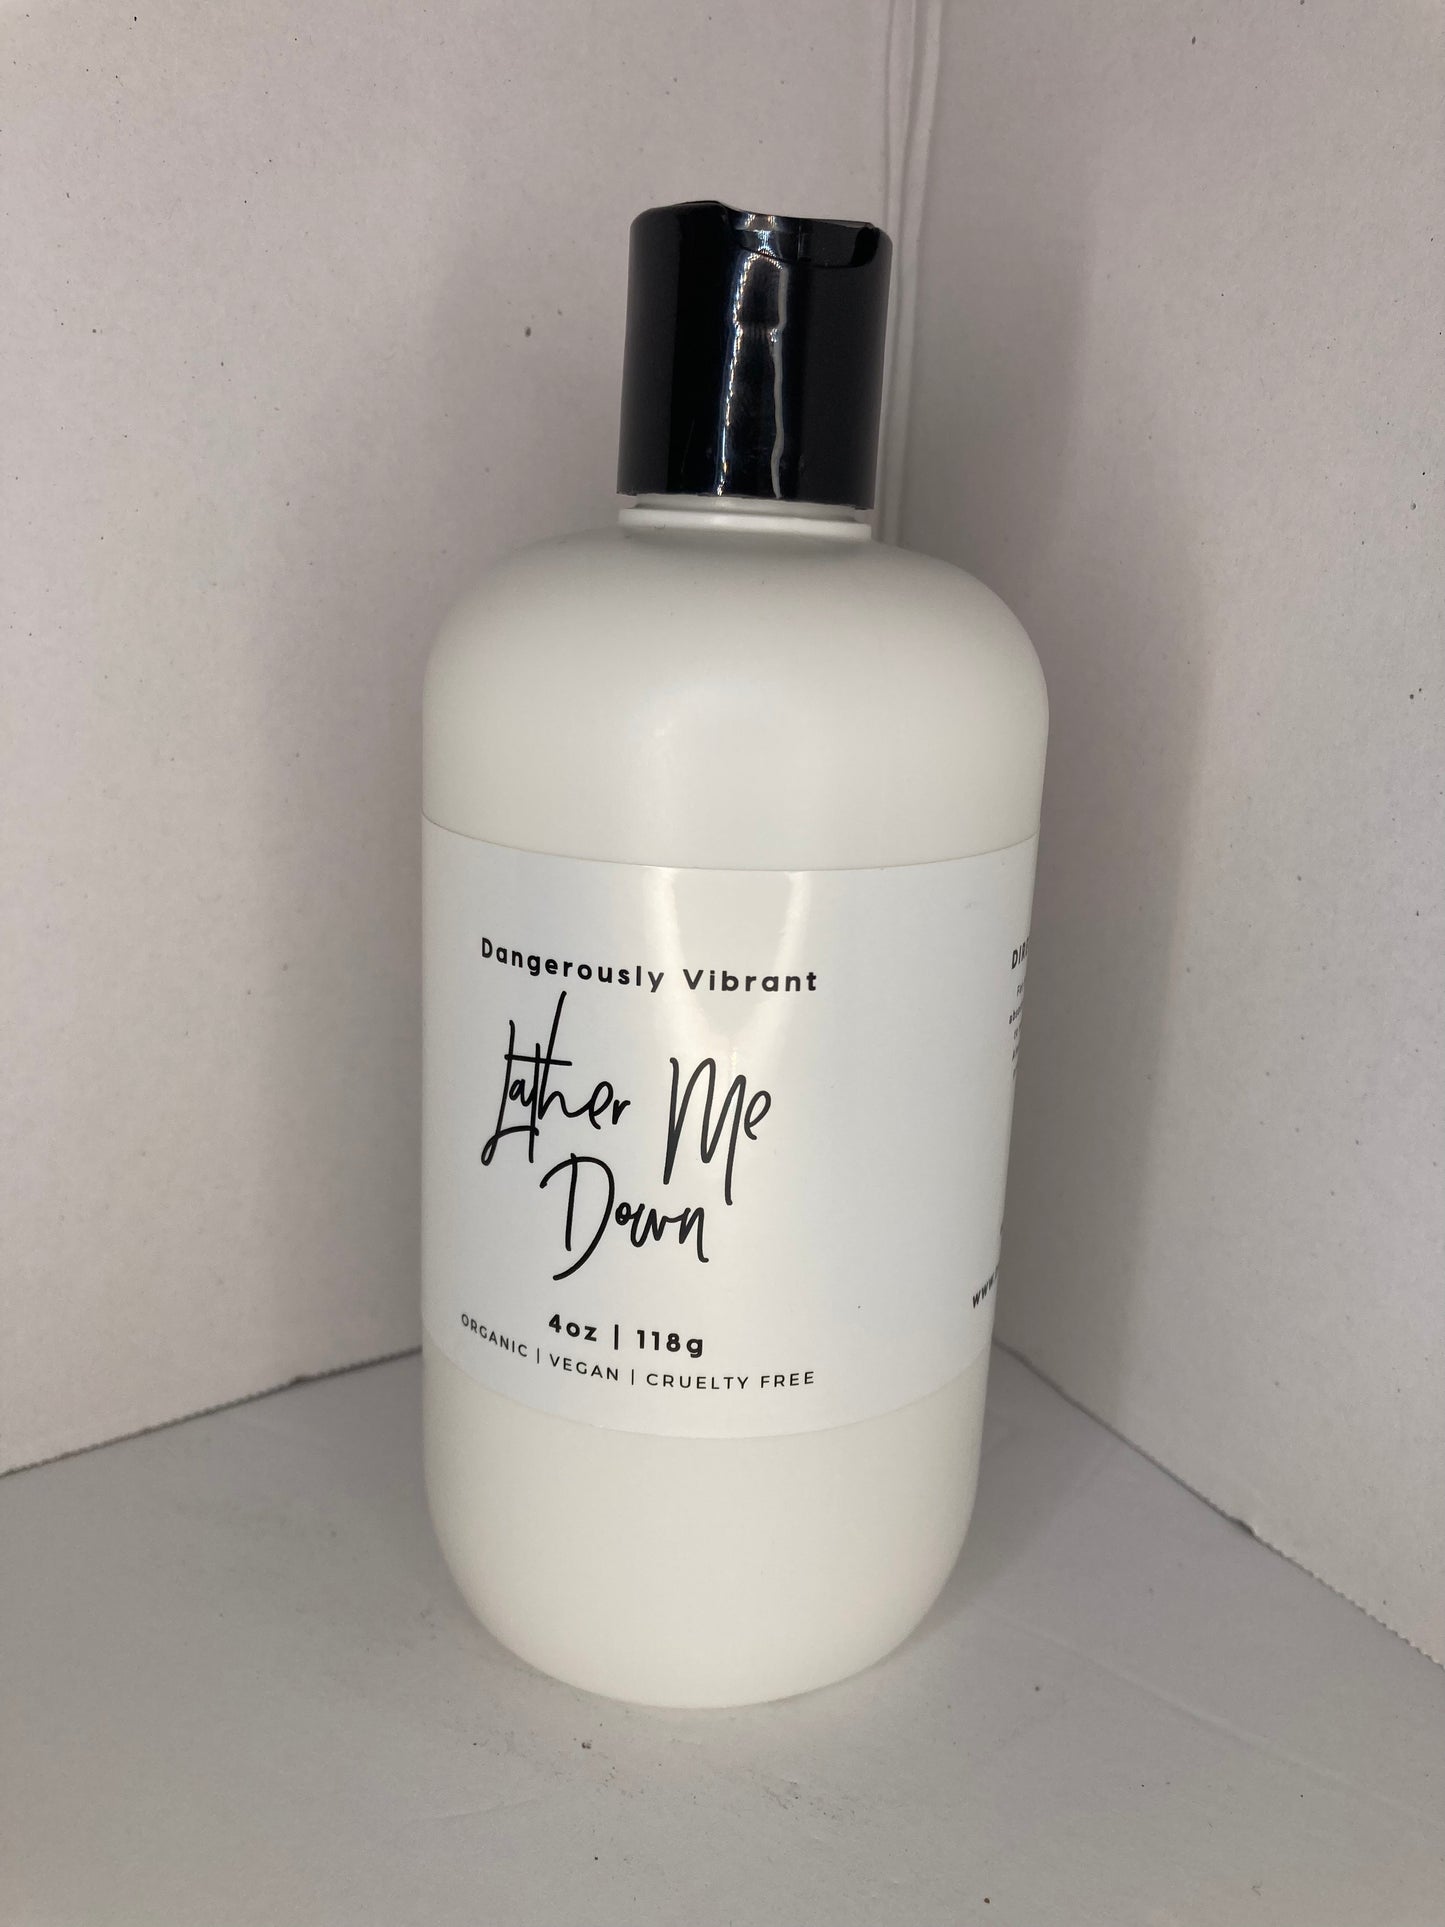 Dangerously Vibrant
Lather Me
Down
4oz | 118g
ORGANIC | VEGAN | CRUELTY FREE